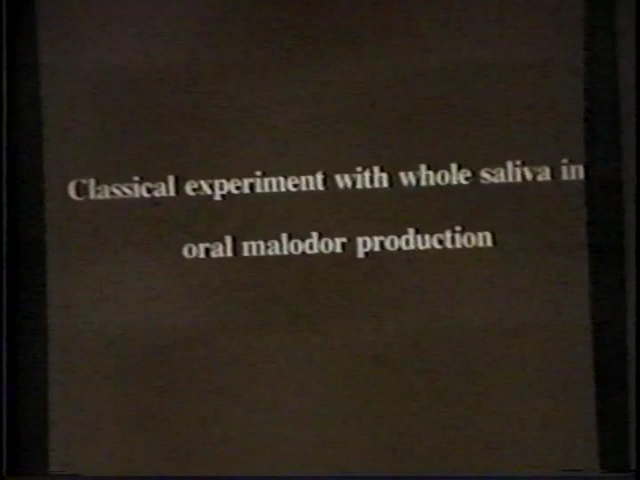 Classical experiment with whole saliva in
oral malodor production